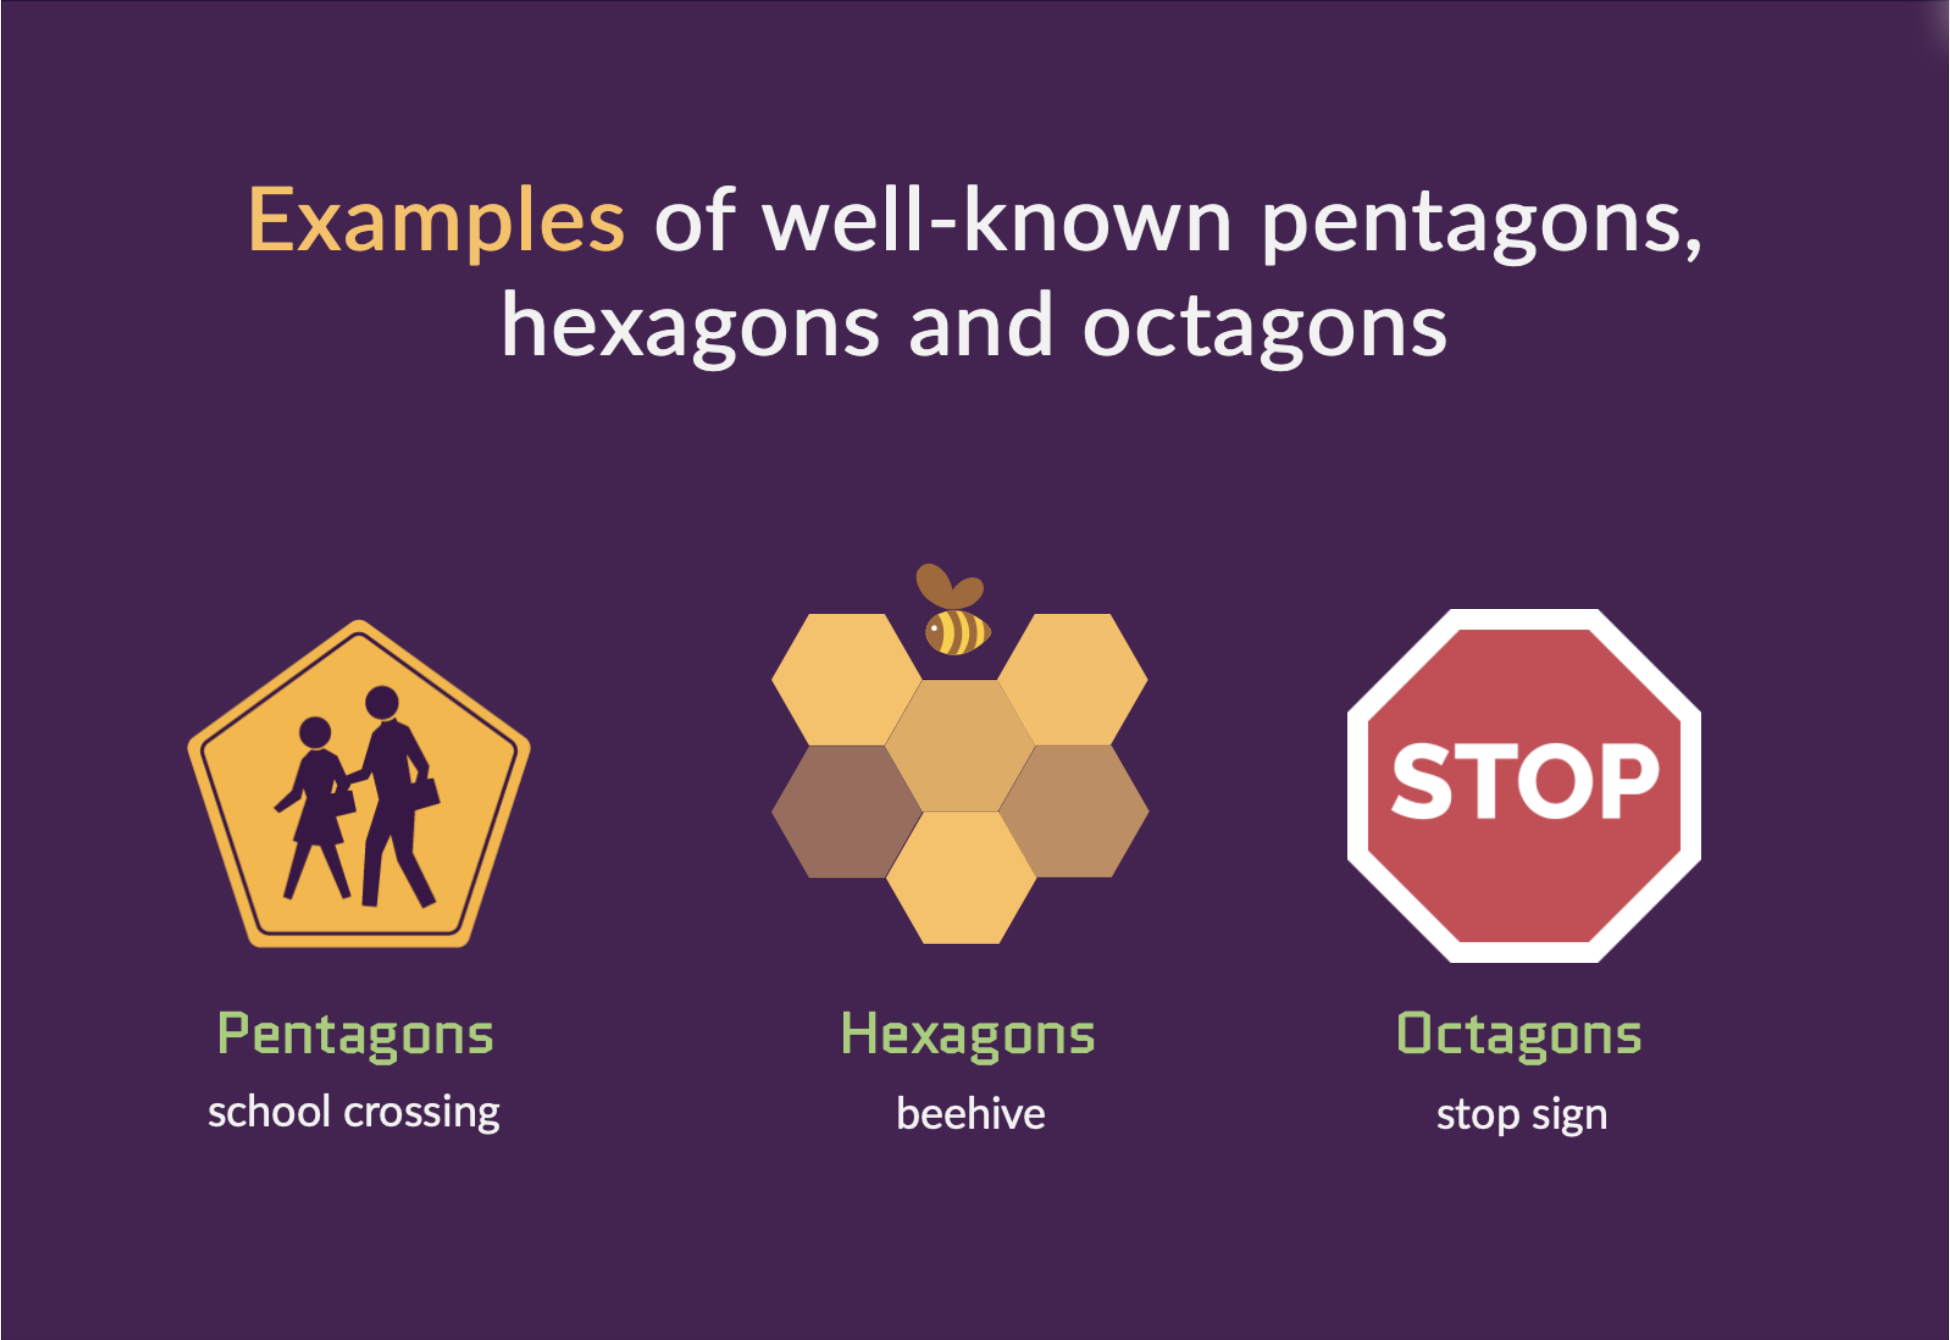 Examples of well-known pentagons,
hexagons and octagons
STOP
Pentagons
school crossing
Hexagons
beehive
Octagons
stop sign